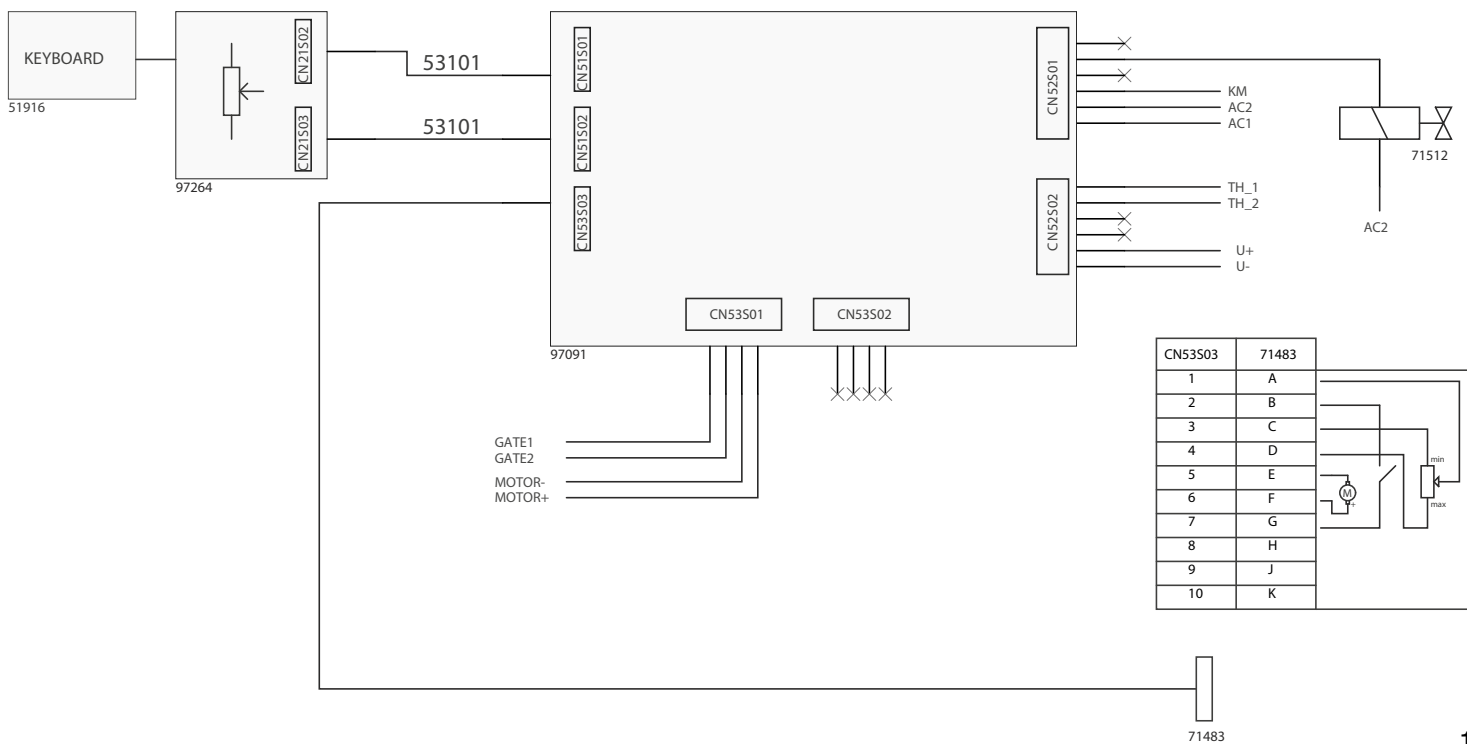 KEYBOARD
51916
CN21S02
CN21S03
97264
53101
53101
CN51S01
CN51S02
CN53S03
CN52S01
CN52S02
CN53S01
CN53S02
97091
KM
AC2
AC1
TH_1
TH_2
U+
U-
71512
AC2
GATE1
GATE2
MOTOR-
MOTOR+
CN53S03 71483
1 A
2 B
3 C
4 D
5 E
6 F
7 G
8 H
9 J
10 K
min
M
+
max
71483